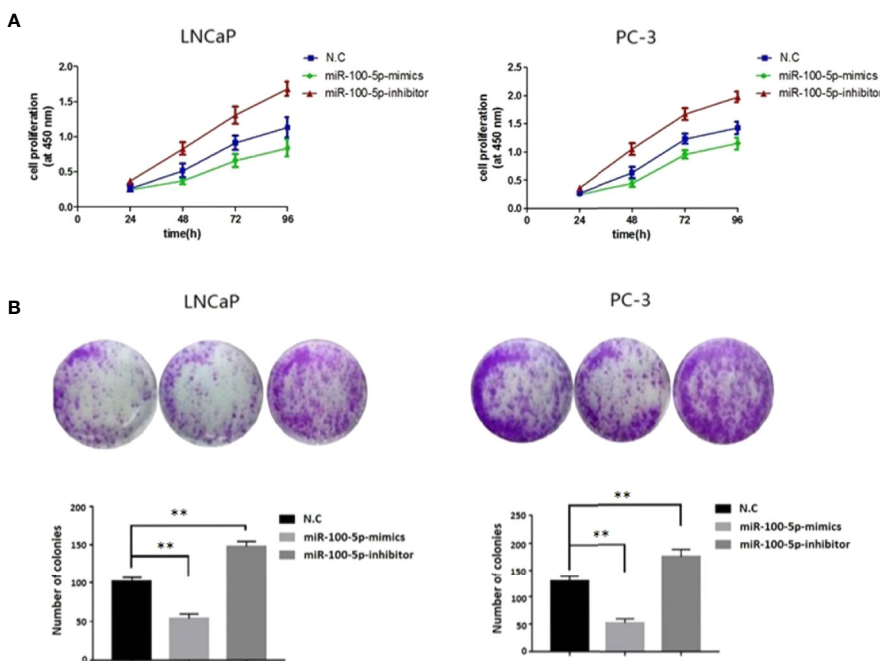 A
LNCaP
2.0
1.5
1.0
0.5
0.0
0
24
48
72
96
cell proliferation
(at 450 nm)
time(h)
N.C
miR-100-5p-mimics
miR-100-5p-inhibitor
PC-3
2.5
2.0
1.5
1.0
0.5
0.0
0
24
48
72
96
cell proliferation
(at 450 nm)
time(h)
N.C
miR-100-5p-mimics
miR-100-5p-inhibitor
B
LNCaP
PC-3
200
150
100
50
0
Number of colonies
**
**
N.C
miR-100-5p-mimics
miR-100-5p-inhibitor
250
200
150
100
50
0
Number of colonies
**
**
N.C
miR-100-5p-mimics
miR-100-5p-inhibitor